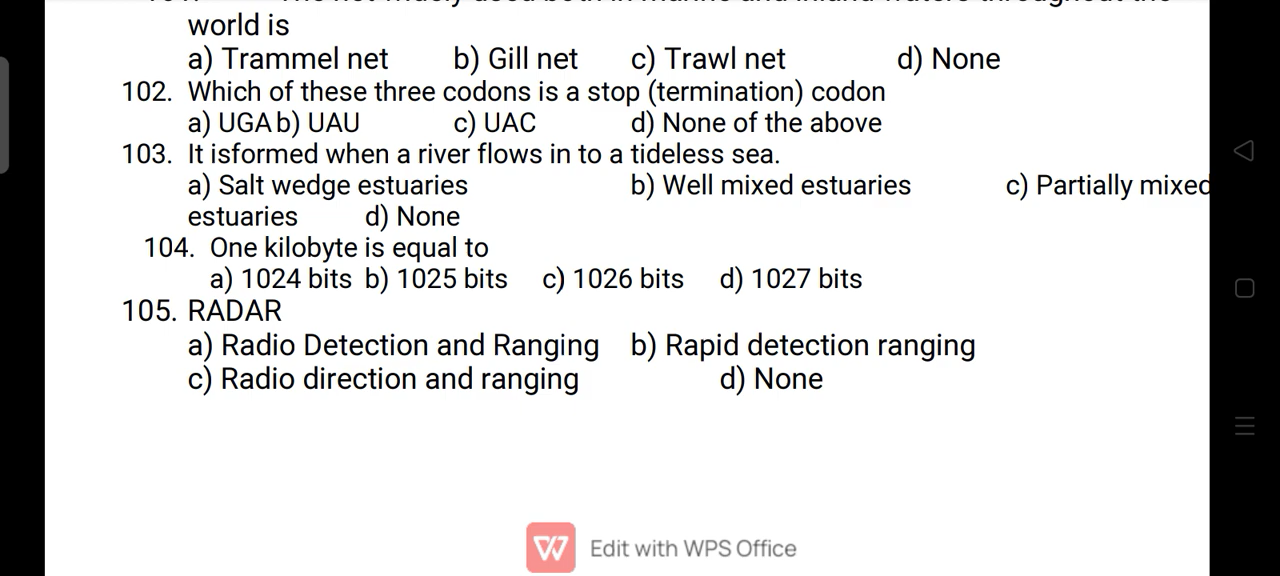 world is
a) Trammel net b) Gill net c) Trawl net d) None
102. Which of these three codons is a stop (termination) codon
a) UGA b) UAU c) UAC d) None of the above
103. It isformed when a river flows in to a tideless sea.
a) Salt wedge estuaries b) Well mixed estuaries c) Partially mixed
estuaries d) None
104. One kilobyte is equal to
a) 1024 bits b) 1025 bits c) 1026 bits d) 1027 bits
105. RADAR
a) Radio Detection and Ranging b) Rapid detection ranging
c) Radio direction and ranging d) None
Edit with WPS Office